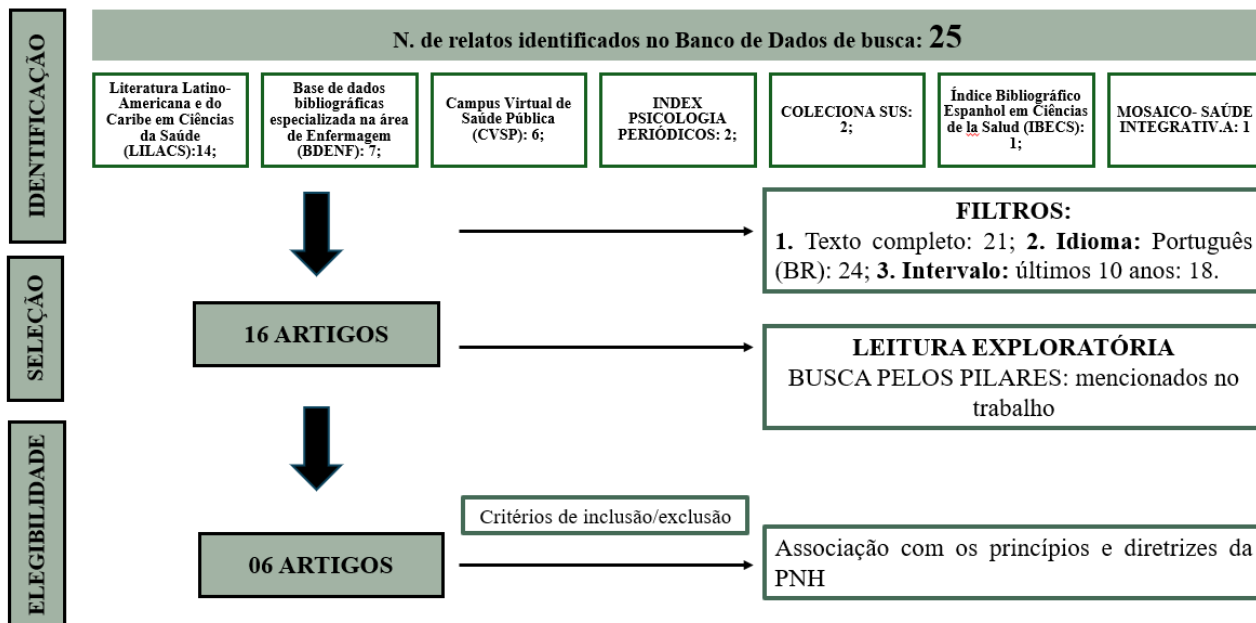 IDENTIFICAÇÃO
N. de relatos identificados no Banco de Dados de busca: 25
Literatura Latino-
Americana e do
Caribe em Ciências
da Saúde
(LILACS):14;
Base de dados
bibliográficas
especializada na área
de Enfermagem
(BDENF): 7;
Campus Virtual de
Saúde Pública
(CVSP): 6;
INDEX
PSICOLOGIA
PERIÓDICOS: 2;
COLECIONA SUS:
2;
Índice Bibliográfico
Espanhol em Ciências
de la Salud (IBECS):
1;
MOSAICO- SAÚDE
INTEGRATIV.A: 1
FILTROS:
1. Texto completo: 21; 2. Idioma: Português
(BR): 24; 3. Intervalo: últimos 10 anos: 18.
SELEÇÃO
16 ARTIGOS
LEITURA EXPLORATÓRIA
BUSCA PELOS PILARES: mencionados no
trabalho
ELEGIBILIDADE
Critérios de inclusão/exclusão
06 ARTIGOS
Associação com os princípios e diretrizes da
PNH